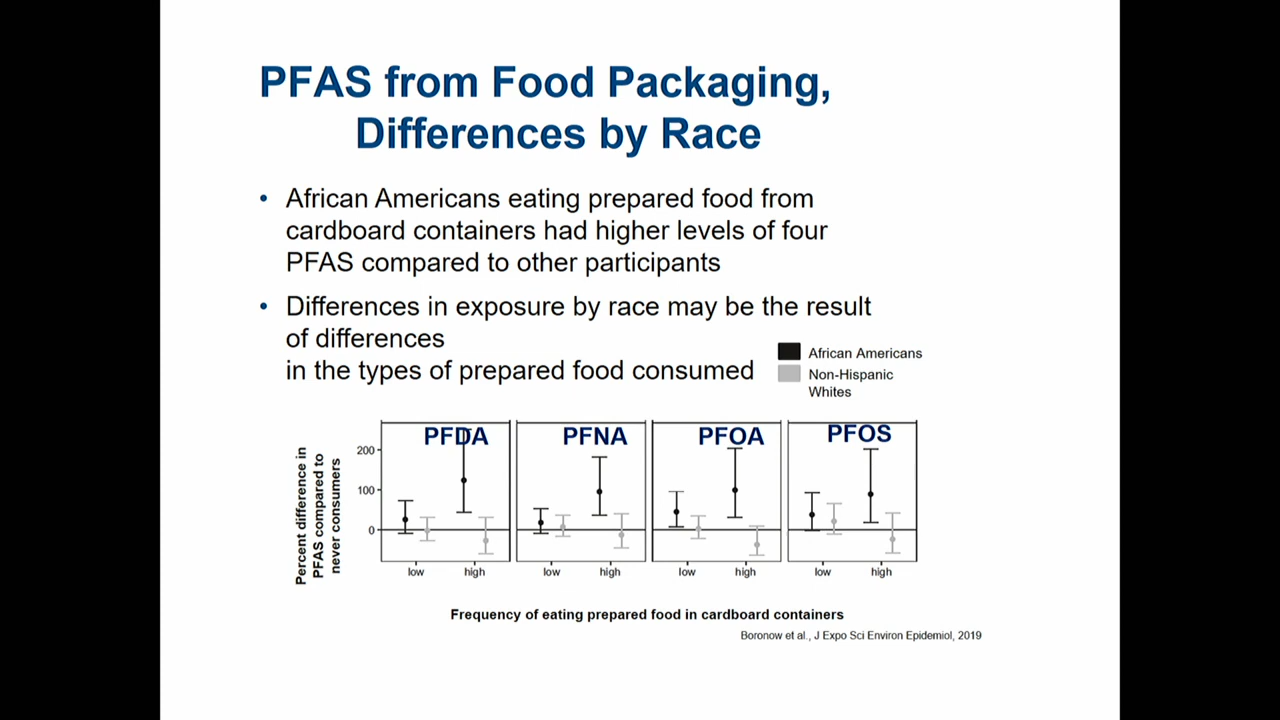 PFAS from Food Packaging,
Differences by Race
• African Americans eating prepared food from
cardboard containers had higher levels of four
PFAS compared to other participants
• Differences in exposure by race may be the result
of differences
in the types of prepared food consumed
African Americans
Non-Hispanic
Whites
Percent difference in
PFAS compared to
never consumers
200
100
0
PFDA
PFNA
PFOA
PFOS
low high low high low high low high
Frequency of eating prepared food in cardboard containers
Boronow et al., J Expo Sci Environ Epidemiol, 2019